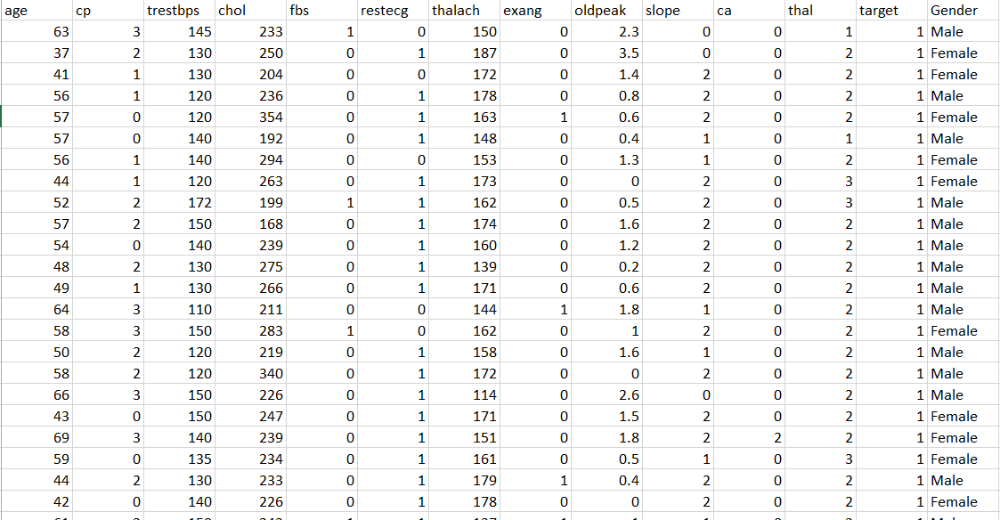 age cp trestbps chol fbs restecg thalach exang oldpeak slope ca thal target Gender
63 3 145 233 1 0 150 0 2.3 0 0 1 1 Male
37 2 130 250 0 1 187 0 3.5 0 0 2 1 Female
41 1 130 204 0 0 172 0 1.4 2 0 2 1 Female
56 1 120 236 0 1 178 0 0.8 2 0 2 1 Male
57 0 120 354 0 1 163 1 0.6 2 0 2 1 Female
57 0 140 192 0 1 148 0 0.4 1 0 1 1 Male
56 1 140 294 0 0 153 0 1.3 1 0 2 1 Female
44 1 120 263 0 1 173 0 0 2 0 3 1 Female
52 2 172 199 1 1 162 0 0.5 2 0 3 1 Male
57 2 150 168 0 1 174 0 1.6 2 0 2 1 Male
54 0 140 239 0 1 160 0 1.2 2 0 2 1 Male
48 2 130 275 0 1 139 0 0.2 2 0 2 1 Male
49 1 130 266 0 1 171 0 0.6 2 0 2 1 Male
64 3 110 211 0 0 144 1 1.8 1 0 2 1 Male
58 3 150 283 1 0 162 0 1 2 0 2 1 Female
50 2 120 219 0 1 158 0 1.6 1 0 2 1 Male
58 2 120 340 0 1 172 0 0 2 0 2 1 Male
66 3 150 226 0 1 114 0 2.6 0 0 2 1 Male
43 0 150 247 0 1 171 0 1.5 2 0 2 1 Female
69 3 140 239 0 1 151 0 1.8 2 2 2 1 Female
59 0 135 234 0 1 161 0 0.5 1 0 3 1 Female
44 2 130 233 0 1 179 1 0.4 2 0 2 1 Male
42 0 140 226 0 1 178 0 0 2 0 2 1 Female